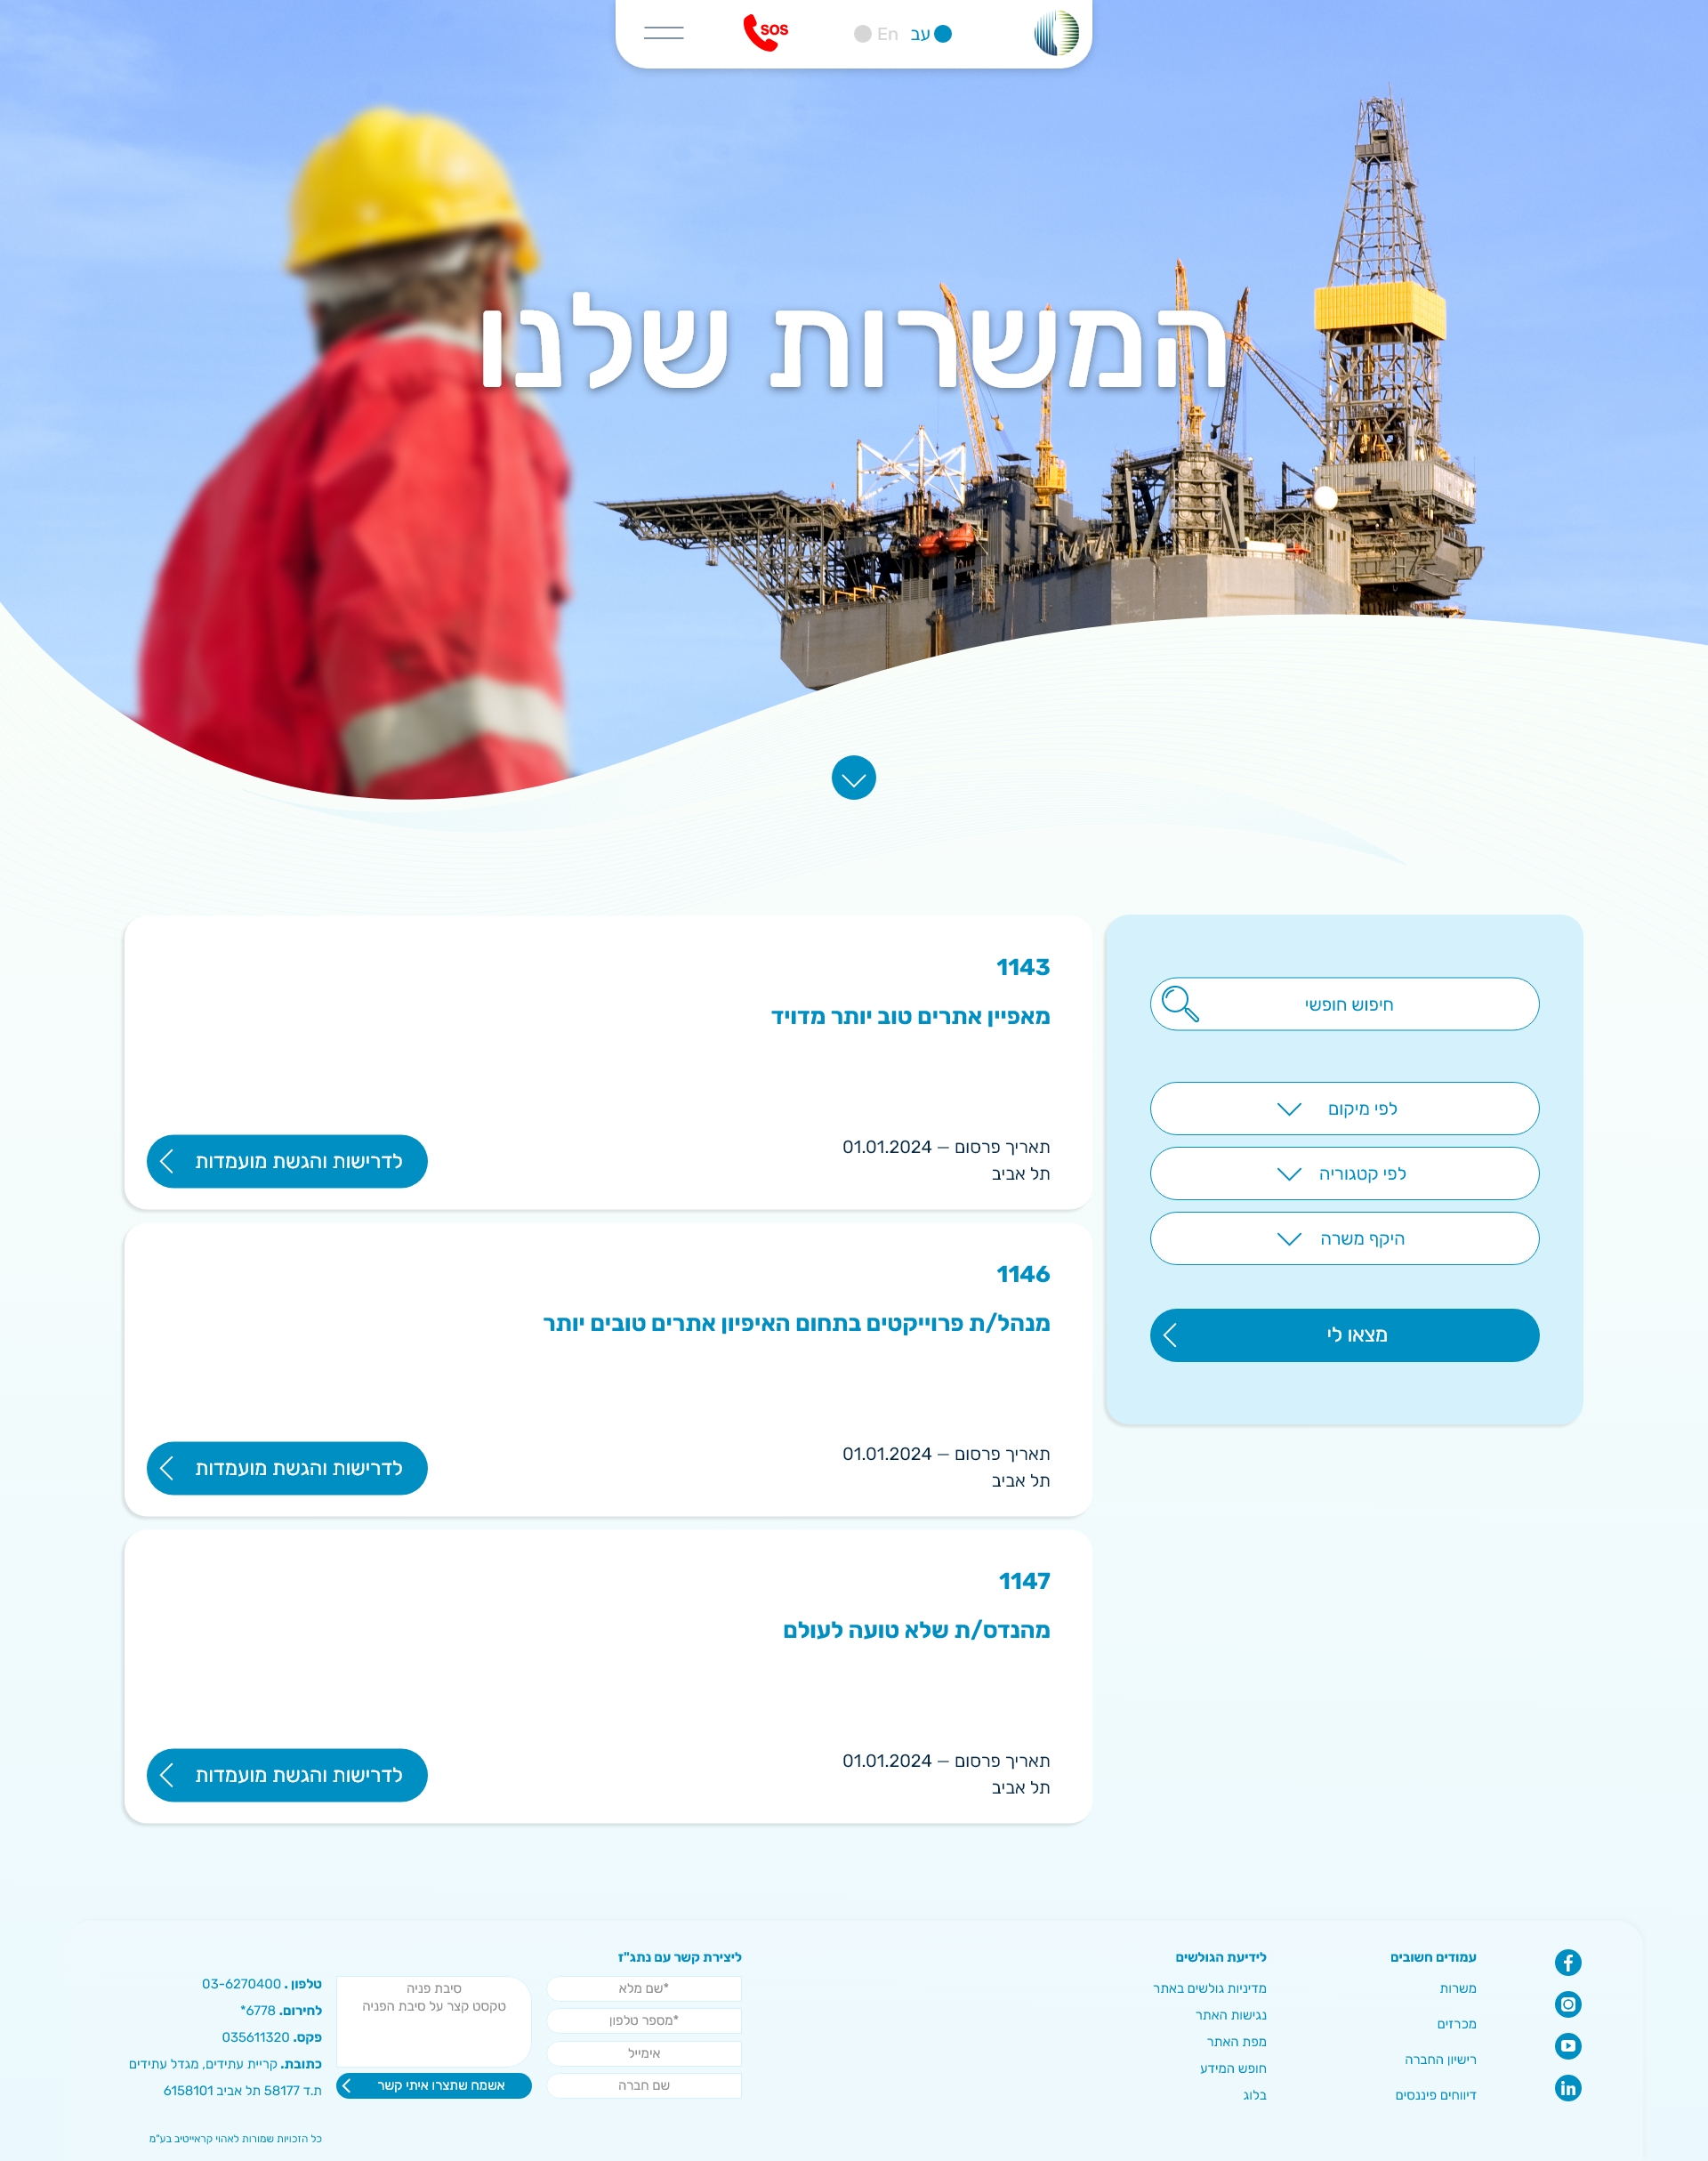 עב En SOS
המשרות שלנו
חיפוש חופשי
לפי מיקום
לפי קטגוריה
היקף משרה
מצאו לי
1143
מאפיין אתרים טוב יותר מדויד
תאריך פרסום – 01.01.2024
תל אביב
לדרישות והגשת מועמדות
1146
מנהל/ת פרוייקטים בתחום האיפיון אתרים טובים יותר
תאריך פרסום – 01.01.2024
תל אביב
לדרישות והגשת מועמדות
1147
מהנדס/ת שלא טועה לעולם
תאריך פרסום – 01.01.2024
תל אביב
לדרישות והגשת מועמדות
עמודים חשובים
משרות
מכרזים
רישיון החברה
דיווחים פיננסים
לידיעת הגולשים
מדיניות גולשים באתר
נגישות האתר
מפת האתר
חופש המידע
בלוג
ליצירת קשר עם נתג"ז
*שם מלא
*מספר טלפון
אימייל
שם חברה
סיבת פניה
טקסט קצר על סיבת הפניה
אשמח שתצרו איתי קשר
טלפון . 03-6270400
לחירום. 6778*
פקס. 035611320
כתובת. קריית עתידים, מגדל עתידים
ת.ד 58177 תל אביב 6158101
כל הזכויות שמורות לאהוי קראייטיב בע"מ